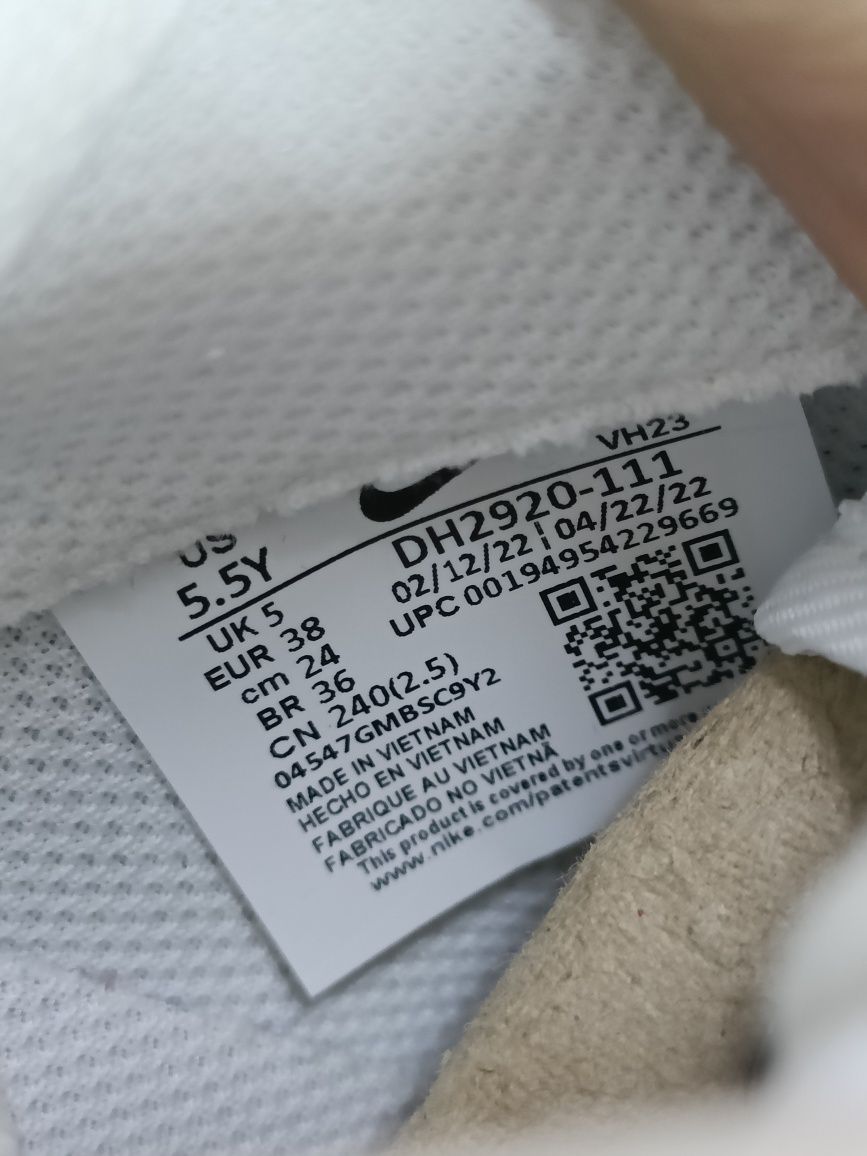 VH23
US
5.5Y
DH2920-111
02/12/22 ¦ 04/22/22
UPC 00194954229669
UK 5
EUR 38
cm 24
BR 36
CN 240(2.5)
04547GMBSC9Y2
MADE IN VIETNAM
HECHO EN VIETNAM
FABRIQUE AU VIETNAM
FABRICADO NO VIETNÃ
This product is covered by one or more
www.nike.com/patents